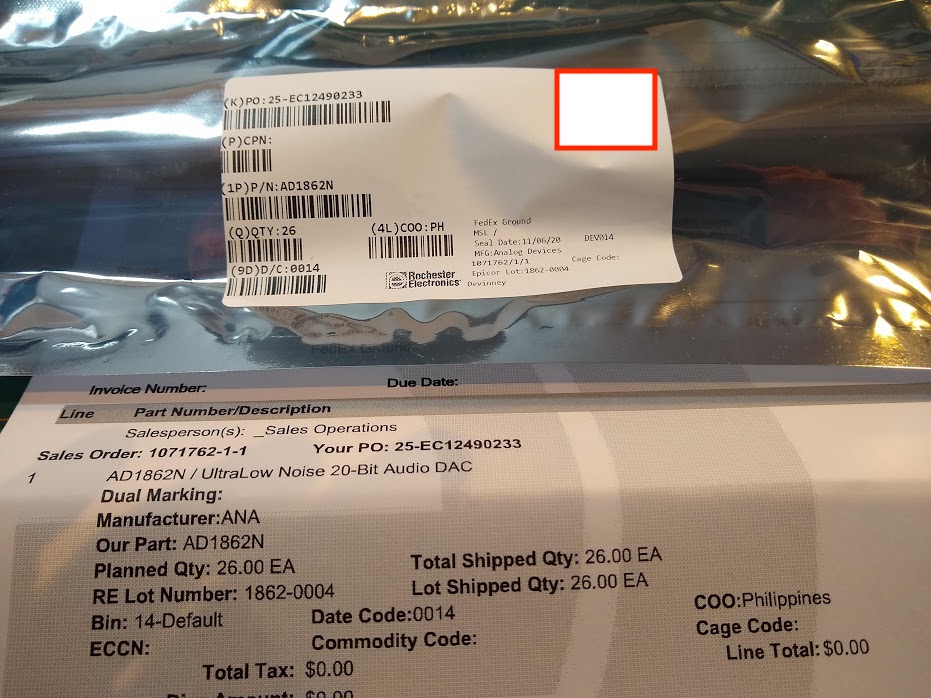 (K)PO:25-EC12490233
(P)CPN:
(1P)P/N:AD1862N
(Q)QTY:26
(4L)COO:PH
(9D)D/C:0014
Rochester
Electronics
FedEx Ground
MSL /
Seal Date:11/06/20 DEV014
MFG:Analog Devices
1071762/1/1 Cage Code:
Epicor Lot:1862-0004
Devinney
FedEx Ground
Invoice Number: Due Date:
Line Part Number/Description
Salesperson(s): _Sales Operations
Sales Order: 1071762-1-1 Your PO: 25-EC12490233
1 AD1862N / UltraLow Noise 20-Bit Audio DAC
Dual Marking:
Manufacturer:ANA
Our Part: AD1862N
Planned Qty: 26.00 EA Total Shipped Qty: 26.00 EA
RE Lot Number: 1862-0004 Lot Shipped Qty: 26.00 EA
Bin: 14-Default Date Code:0014 COO:Philippines
ECCN: Commodity Code: Cage Code:
Total Tax: $0.00 Line Total: $0.00
Amount: $0.00